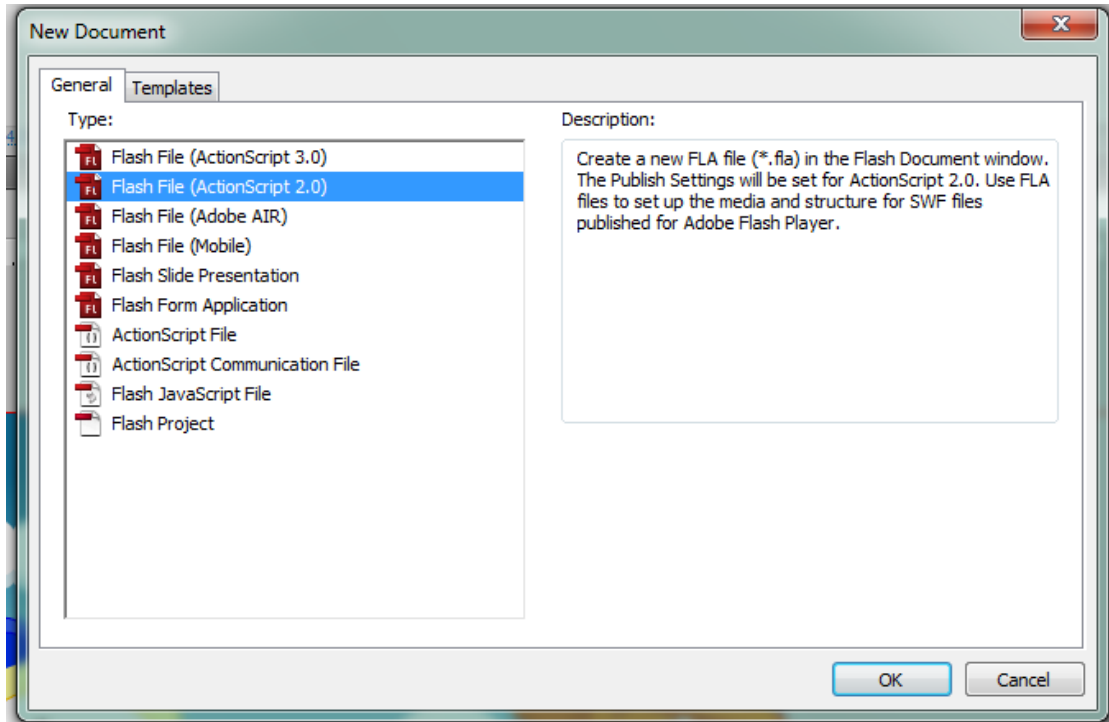 New Document
General
Templates
Type:
Flash File (ActionScript 3.0)
Flash File (ActionScript 2.0)
Flash File (Adobe AIR)
Flash File (Mobile)
Flash Slide Presentation
Flash Form Application
ActionScript File
ActionScript Communication File
Flash JavaScript File
Flash Project
Description:
Create a new FLA file (*.fla) in the Flash Document window.
The Publish Settings will be set for ActionScript 2.0. Use FLA
files to set up the media and structure for SWF files
published for Adobe Flash Player.
OK
Cancel